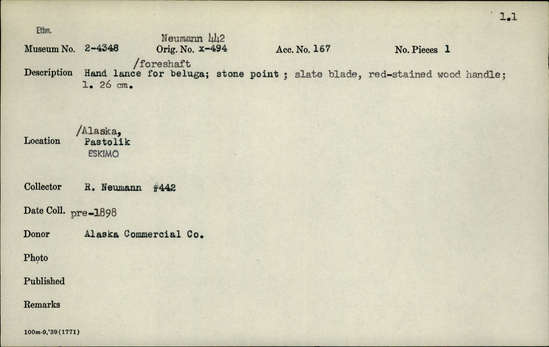 1.1
Eth.
Neumann 442
Museum No. 2-4348 Orig. No. x-494 Acc. No. 167 No. Pieces 1
/foreshaft
Description Hand lance for beluga; stone point; slate blade, red-stained wood handle;
l. 26 cm.
/Alaska,
Location Pastolik
ESKIMO
Collector R. Neumann #442
Date Coll. pre-1898
Donor Alaska Commercial Co.
Photo
Published
Remarks
100m-9,'39(1771)